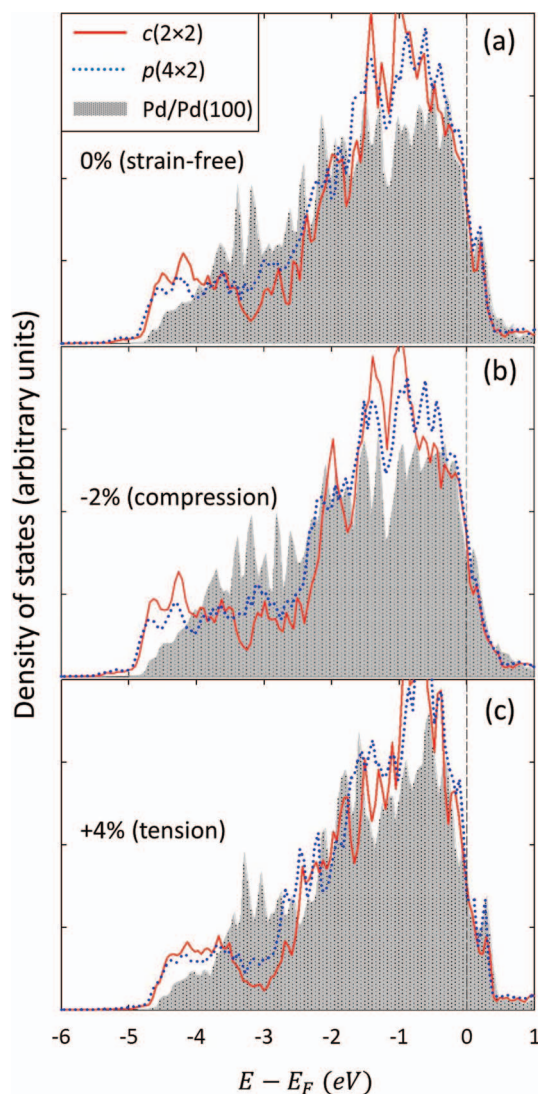 c(2×2)
p(4×2)
Pd/Pd(100)
(a)
0% (strain-free)
(b)
-2% (compression)
(c)
+4% (tension)
Density of states (arbitrary units)
-6 -5 -4 -3 -2 -1 0 1
E − E_F (eV)